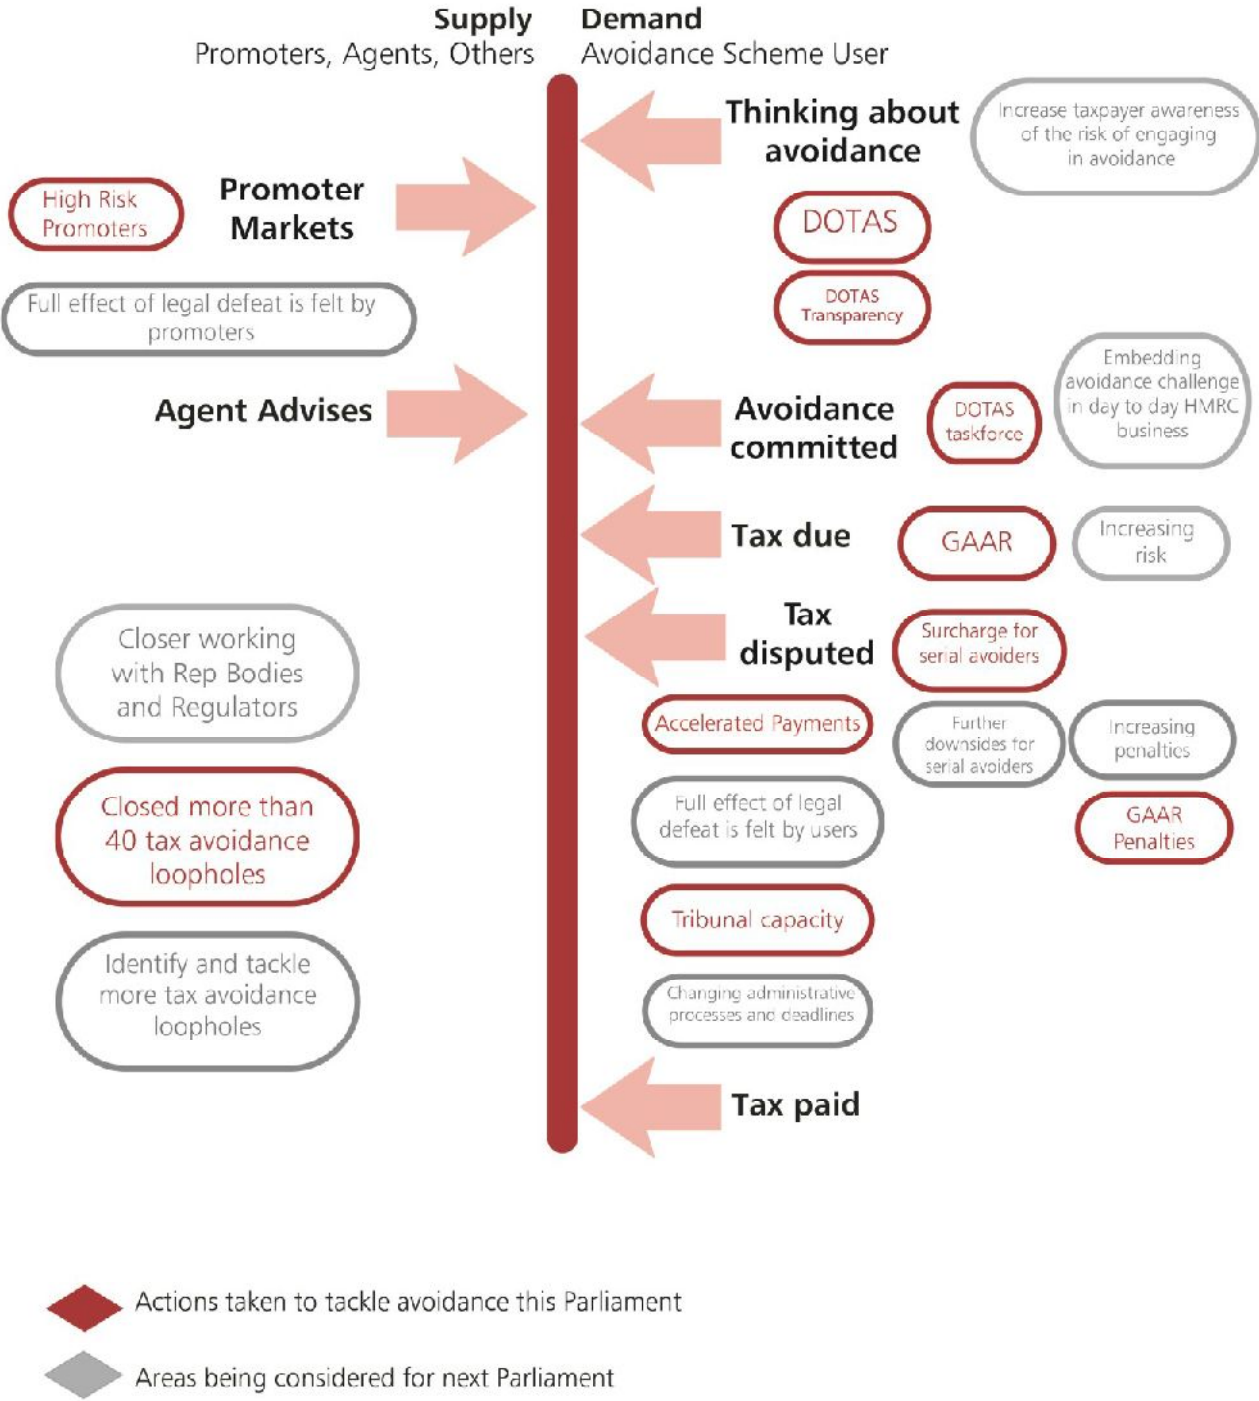 Supply
Promoters, Agents, Others
Demand
Avoidance Scheme User
Thinking about
avoidance
Increase taxpayer awareness
of the risk of engaging
in avoidance
High Risk
Promoters
Promoter
Markets
DOTAS
DOTAS
Transparency
Full effect of legal defeat is felt by
promoters
Agent Advises
Avoidance
committed
DOTAS
taskforce
Embedding
avoidance challenge
in day to day HMRC
business
Tax due
GAAR
Increasing
risk
Tax
disputed
Surcharge for
serial avoiders
Closer working
with Rep Bodies
and Regulators
Accelerated Payments
Further
downsides for
serial avoiders
Increasing
penalties
Closed more than
40 tax avoidance
loopholes
Full effect of legal
defeat is felt by users
GAAR
Penalties
Tribunal capacity
Identify and tackle
more tax avoidance
loopholes
Changing administrative
processes and deadlines
Tax paid
Actions taken to tackle avoidance this Parliament
Areas being considered for next Parliament